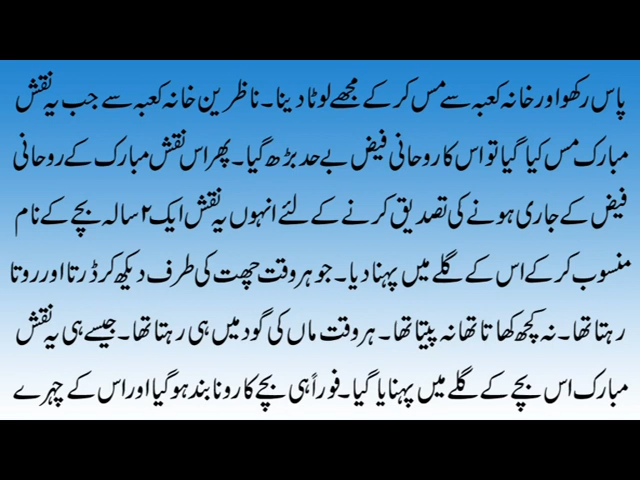 پاس رکھو اور خانہ کعبہ سے مس کر کے مجھے لوٹا دینا۔ ناظرین خانہ کعبہ سے جب یہ نقش
مبارک مس کیا گیا تو اس کا روحانی فیض بے حد بڑھ گیا۔ پھر اس نقش مبارک کے روحانی
فیض کے جاری ہونے کی تصدیق کرنے کے لئے انہوں یہ نقش ایک ۲ سالہ بچے کے نام
منسوب کر کے اس کے گلے میں پہنا دیا۔ جو ہر وقت چھت کی طرف دیکھ کر ڈرتا اور روتا
رہتا تھا۔ نہ کچھ کھاتا تھا نہ پیتا تھا۔ ہر وقت ماں کی گود میں ہی رہتا تھا۔ جیسے ہی یہ نقش
مبارک اس بچے کے گلے میں پہنایا گیا۔ فوراً ہی بچے کا رونا بند ہو گیا اور اس کے چہرے